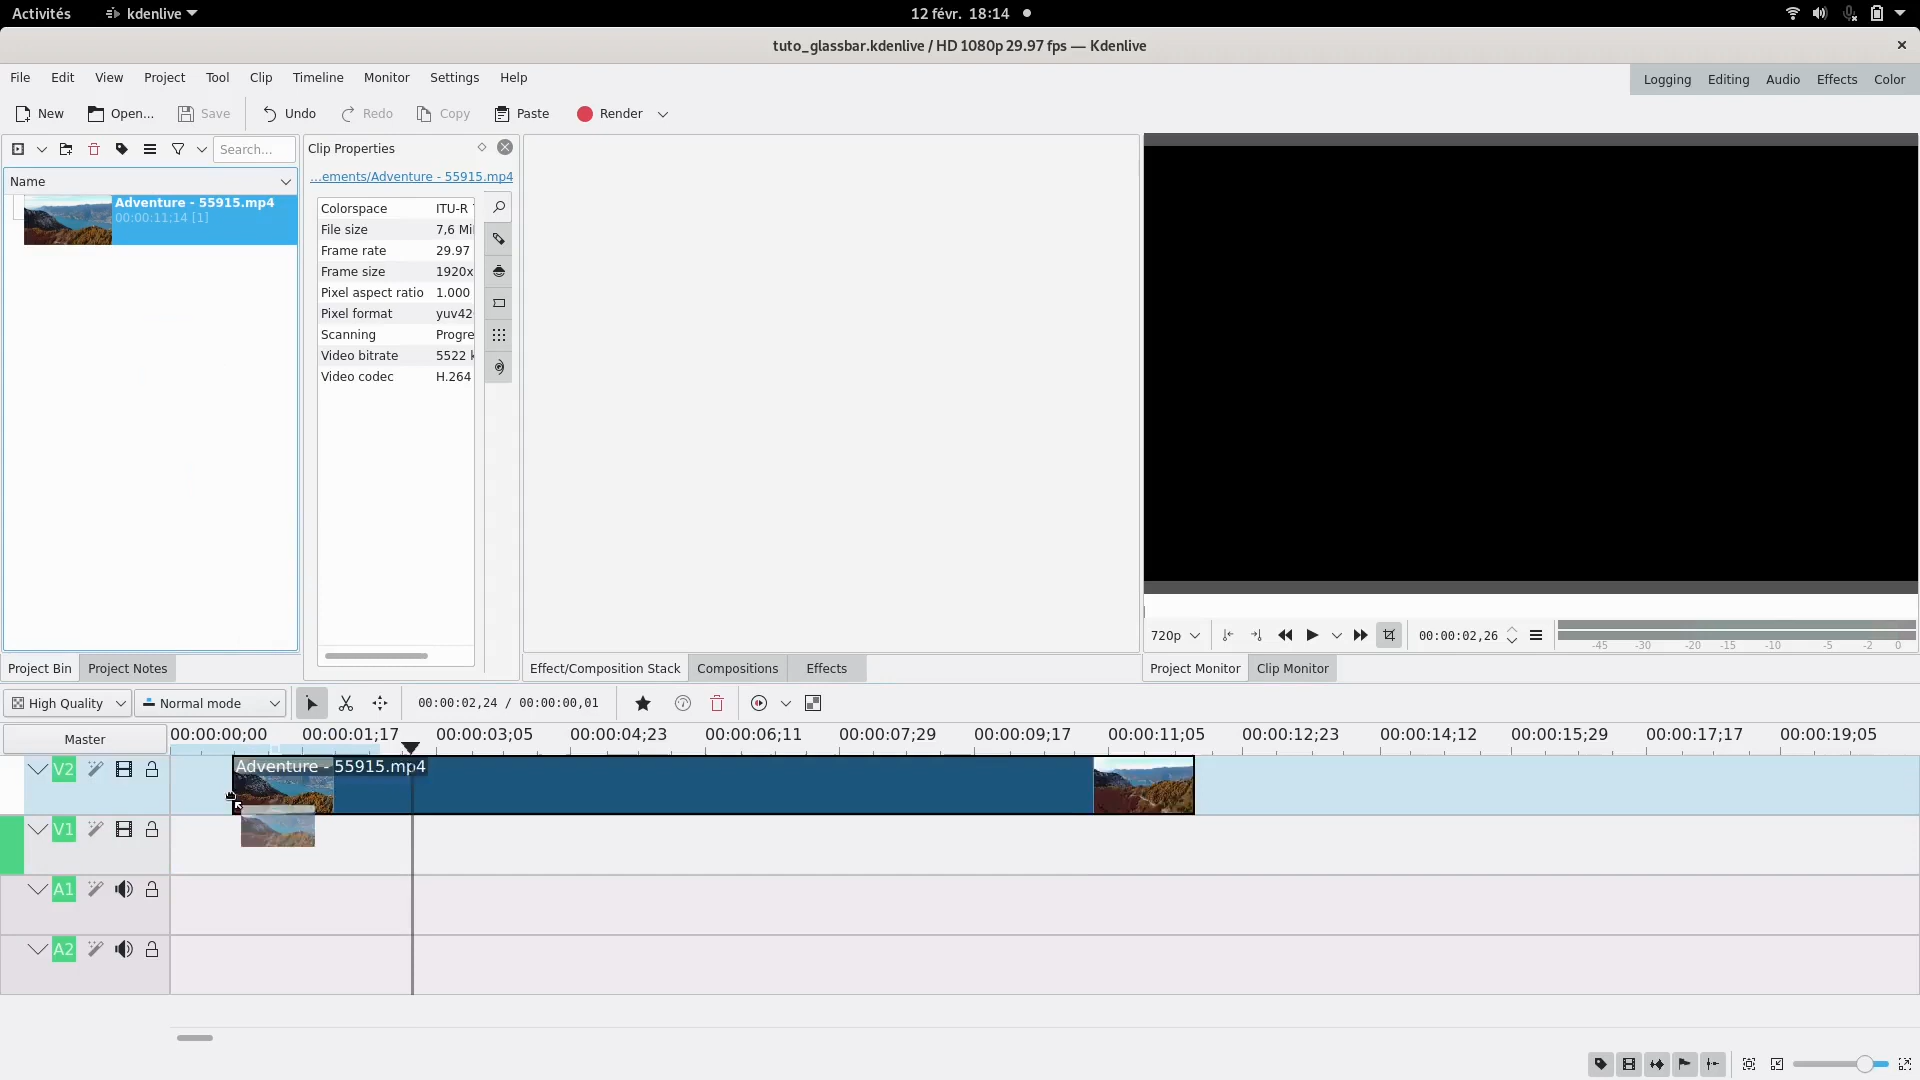 Activités kenlive 12 févr. 18:14
tuto_glassbar.kdenlive / HD 1080p 29.97 fps — Kdenlive
File Edit View Project Tool Clip Timeline Monitor Settings Help
Logging Editing Audio Effects Color
New Open... Save Undo Redo Copy Paste Render
Search...
Clip Properties
Name
...ements/Adventure - 55915.mp4
Adventure - 55915.mp4
00:00:11;14 [1]
Colorspace ITU-R
File size 7,6 Mi
Frame rate 29.97
Frame size 1920x
Pixel aspect ratio 1.000
Pixel format yuv42
Scanning Progre
Video bitrate 5522 k
Video codec H.264
720p 00:00:02,26
-45 -30 -20 -15 -10 -5 -2 0
Project Bin Project Notes
Effect/Composition Stack Compositions Effects
Project Monitor Clip Monitor
High Quality Normal mode 00:00:02,24 / 00:00:00,01
Master
00:00:00;00 00:00:01;17 00:00:03;05 00:00:04;23 00:00:06;11 00:00:07;29 00:00:09;17 00:00:11;05 00:00:12;23 00:00:14;12 00:00:15;29 00:00:17;17 00:00:19;05
V2 Adventure - 55915.mp4
V1
A1
A2